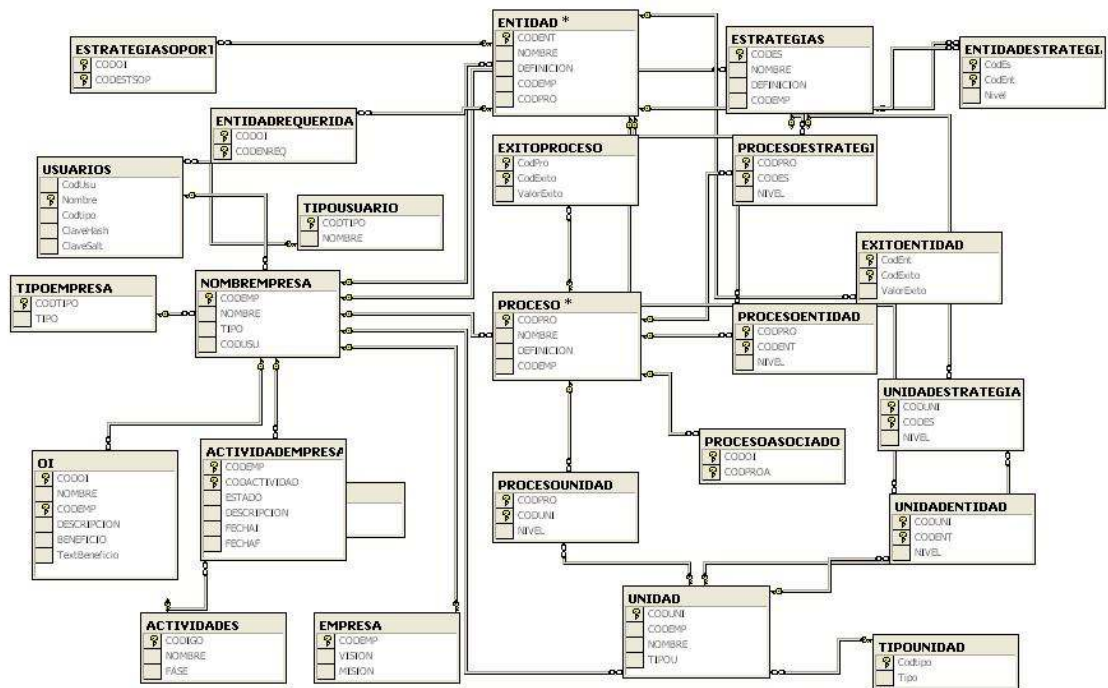 ENTIDAD *
CODENT
NOMBRE
DEFINICION
CODEMP
CODPRO
ESTRATEGIAS
CODES
NOMBRE
DEFINICION
CODEMP
ENTIDADESTRATEGI
CodEs
CodEnt
Nivel
ESTRATEGIASOPORT
CODOI
CODESTSOP
ENTIDADREQUERIDA
CODOI
CODENREQ
EXITOPROCESO
CodPro
CodExito
ValorExito
PROCESOESTRATEGI
CODPRO
CODES
NIVEL
USUARIOS
CodUsu
Nombre
Codtipo
ClaveHash
ClaveSalt
TIPOUSUARIO
CODTIPO
NOMBRE
EXITOENTIDAD
CodEnt
CodExito
ValorExito
TIPOEMPRESA
CODTIPO
TIPO
NOMBREMPRESA
CODEMP
NOMBRE
TIPO
CODUSU
PROCESO *
CODPRO
NOMBRE
DEFINICION
CODEMP
PROCESOENTIDAD
CODPRO
CODENT
NIVEL
UNIDADESTRATEGIA
CODUNI
CODES
NIVEL
PROCESOASOCIADO
CODOI
CODPROA
OI
CODOI
NOMBRE
CODEMP
DESCRIPCION
BENEFICIO
TextBeneficio
ACTIVIDADEMPRESA
CODEMP
CODACTIVIDAD
ESTADO
DESCRIPCION
FECHAI
FECHAF
PROCESOUNIDAD
CODPRO
CODUNI
NIVEL
UNIDADENTIDAD
CODUNI
CODENT
NIVEL
ACTIVIDADES
CODIGO
NOMBRE
FASE
EMPRESA
CODEMP
VISION
MISION
UNIDAD
CODUNI
CODEMP
NOMBRE
TIPOU
TIPOUNIDAD
Codtipo
Tipo